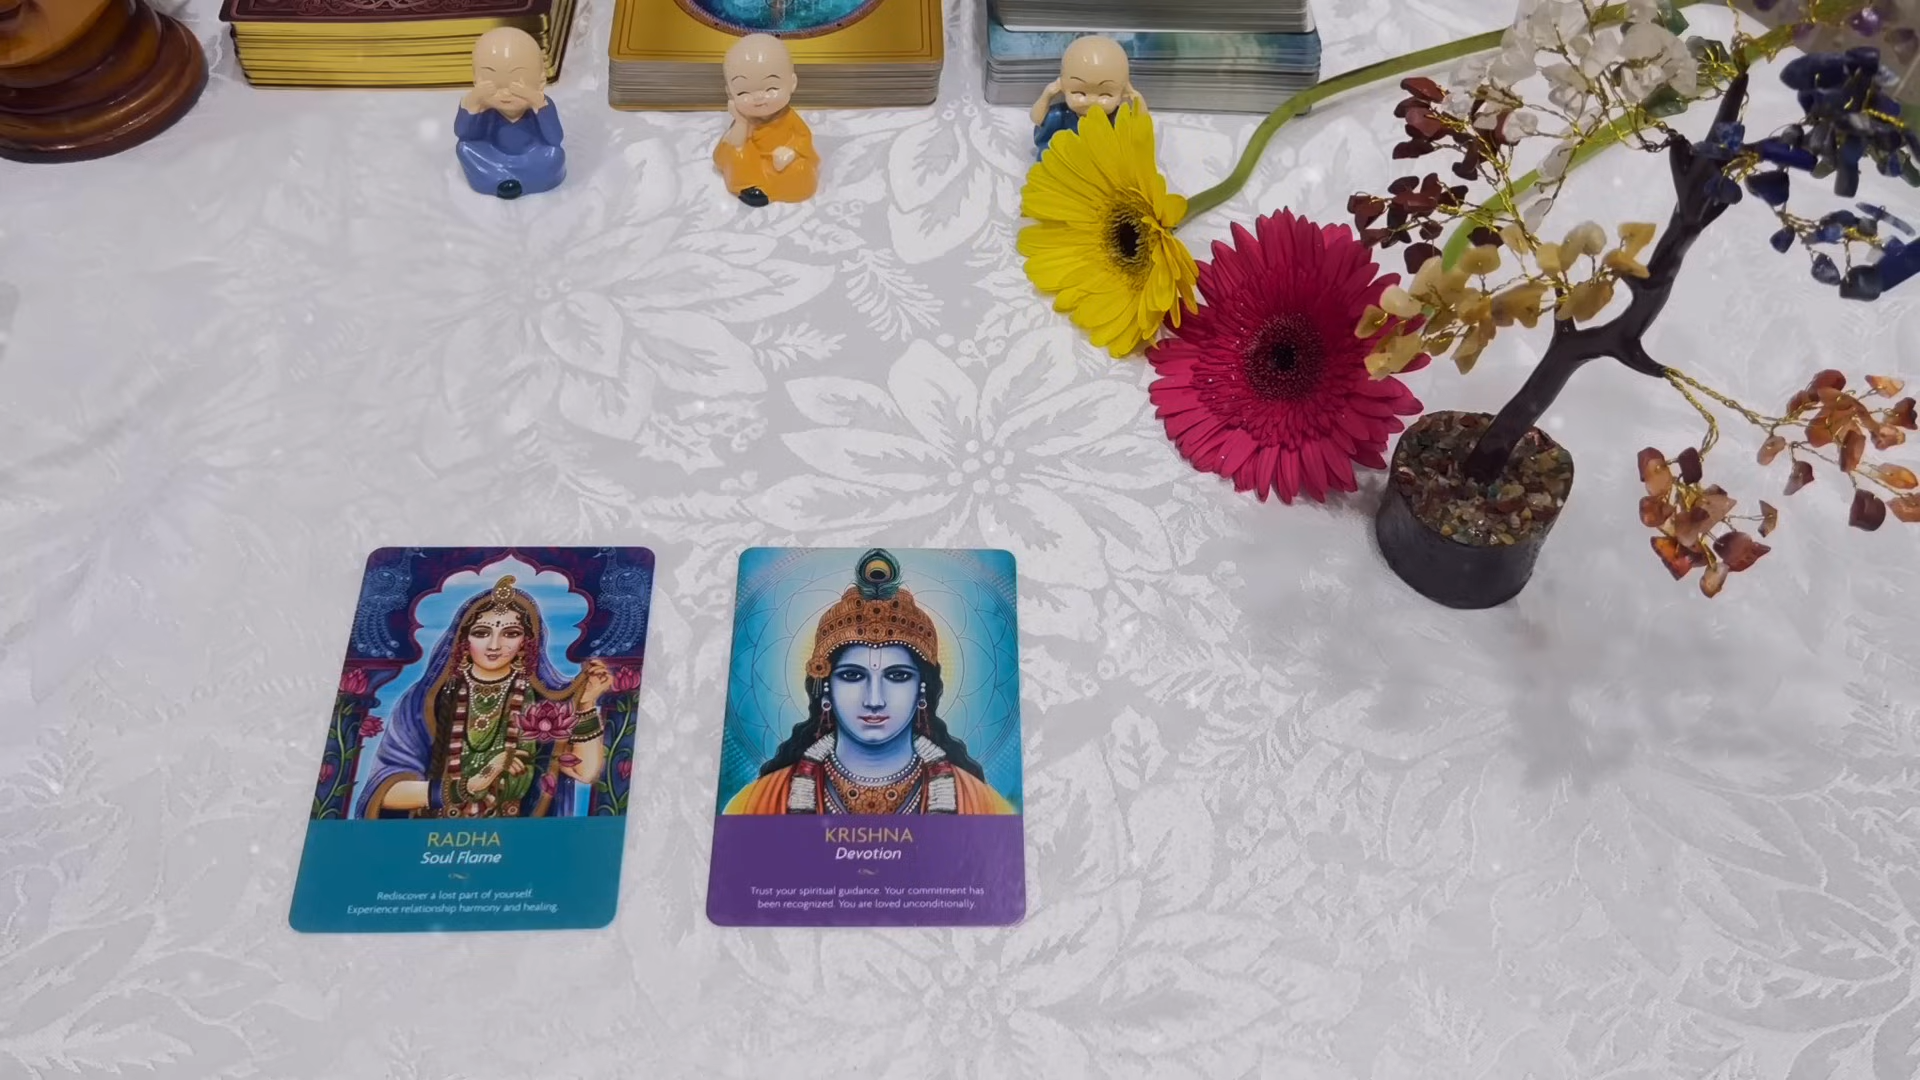 RADHA
Soul Flame
Rediscover a lost part of yourself.
Experience relationship harmony and healing.
KRISHNA
Devotion
Trust your spiritual guidance. Your commitment has
been recognized. You are loved unconditionally.